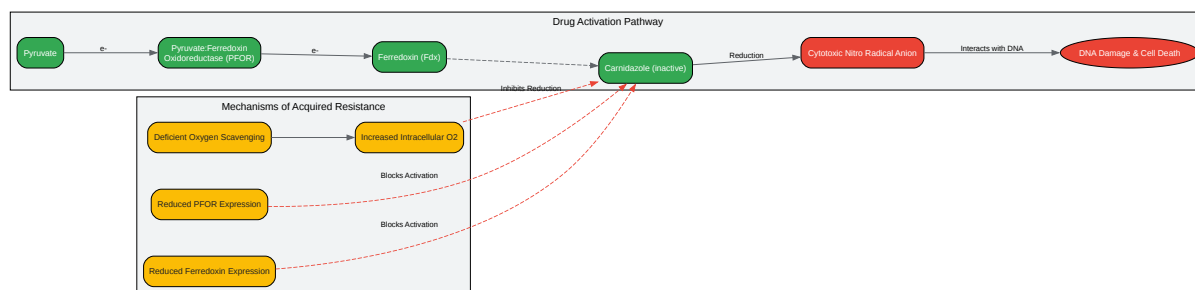 Drug Activation Pathway
Pyruvate
e-
Pyruvate:Ferredoxin
Oxidoreductase (PFOR)
e-
Ferredoxin (Fdx)
Carnidazole (inactive)
Reduction
Cytotoxic Nitro Radical Anion
Interacts with DNA
DNA Damage & Cell Death
Inhibits Reduction
Mechanisms of Acquired Resistance
Deficient Oxygen Scavenging
Increased Intracellular O2
Blocks Activation
Reduced PFOR Expression
Blocks Activation
Reduced Ferredoxin Expression